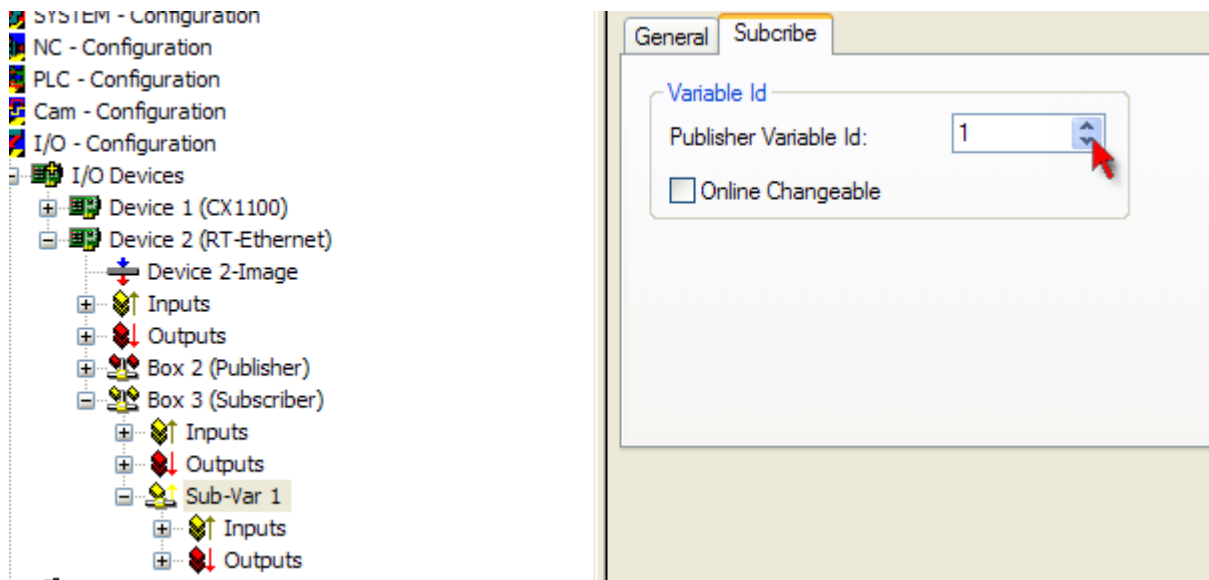 SYSTEM - Configuration
NC - Configuration
PLC - Configuration
Cam - Configuration
I/O - Configuration
I/O Devices
Device 1 (CX1100)
Device 2 (RT-Ethernet)
Device 2-Image
Inputs
Outputs
Box 2 (Publisher)
Box 3 (Subscriber)
Inputs
Outputs
Sub-Var 1
Inputs
Outputs
General Subcribe
Variable Id
Publisher Variable Id: 1
Online Changeable